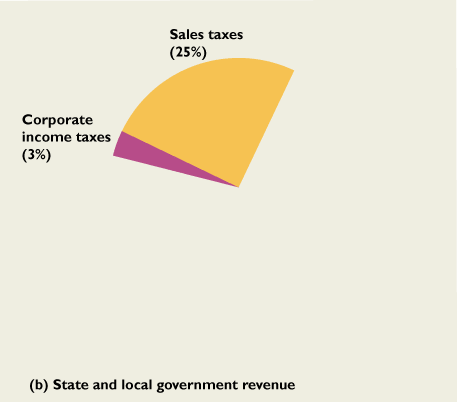 Sales taxes
(25%)
Corporate
income taxes
(3%)
(b) State and local government revenue